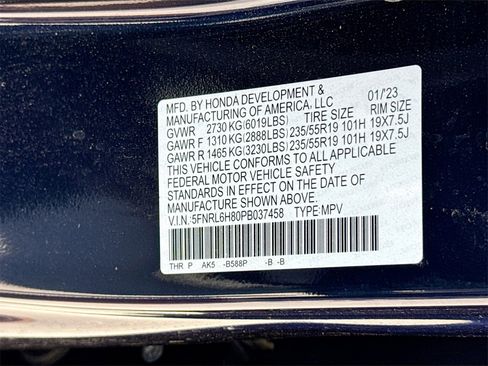 MFD. BY HONDA DEVELOPMENT &
MANUFACTURING OF AMERICA, LLC 01/'23
GVWR 2730 KG(6019LBS) TIRE SIZE RIM SIZE
GAWR F 1310 KG(2888LBS) 235/55R19 101H 19X7.5J
GAWR R 1465 KG(3230LBS) 235/55R19 101H 19X7.5J
THIS VEHICLE CONFORMS TO ALL APPLICABLE
FEDERAL MOTOR VEHICLE SAFETY
STANDARDS IN EFFECT ON THE DATE OF
MANUFACTURE SHOWN ABOVE.
V.I.N.:5FNRL6H80PB037458 TYPE:MPV
THR P AK5 -B588P -B -B